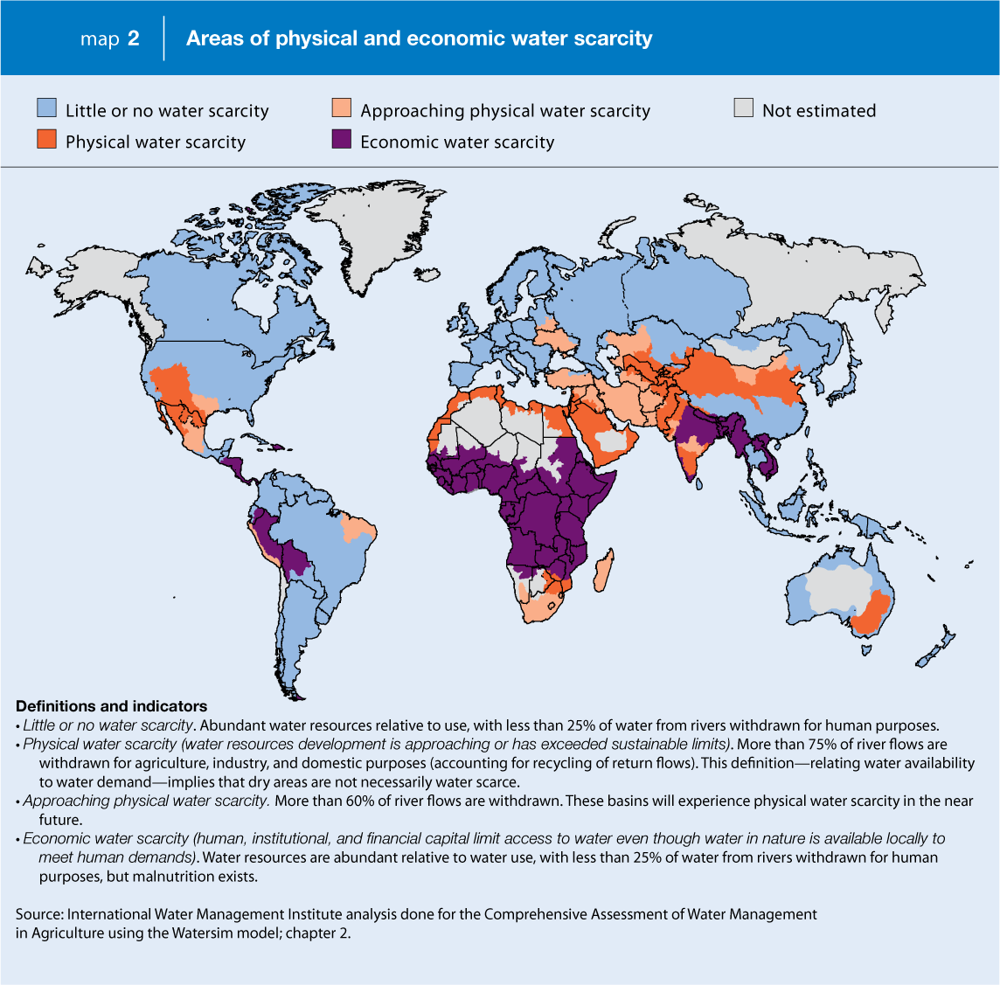 map 2
Areas of physical and economic water scarcity
Little or no water scarcity
Approaching physical water scarcity
Not estimated
Physical water scarcity
Economic water scarcity
Definitions and indicators
• Little or no water scarcity. Abundant water resources relative to use, with less than 25% of water from rivers withdrawn for human purposes.
• Physical water scarcity (water resources development is approaching or has exceeded sustainable limits). More than 75% of river flows are
withdrawn for agriculture, industry, and domestic purposes (accounting for recycling of return flows). This definition—relating water availability
to water demand—implies that dry areas are not necessarily water scarce.
• Approaching physical water scarcity. More than 60% of river flows are withdrawn. These basins will experience physical water scarcity in the near
future.
• Economic water scarcity (human, institutional, and financial capital limit access to water even though water in nature is available locally to
meet human demands). Water resources are abundant relative to water use, with less than 25% of water from rivers withdrawn for human
purposes, but malnutrition exists.
Source: International Water Management Institute analysis done for the Comprehensive Assessment of Water Management
in Agriculture using the Watersim model; chapter 2.